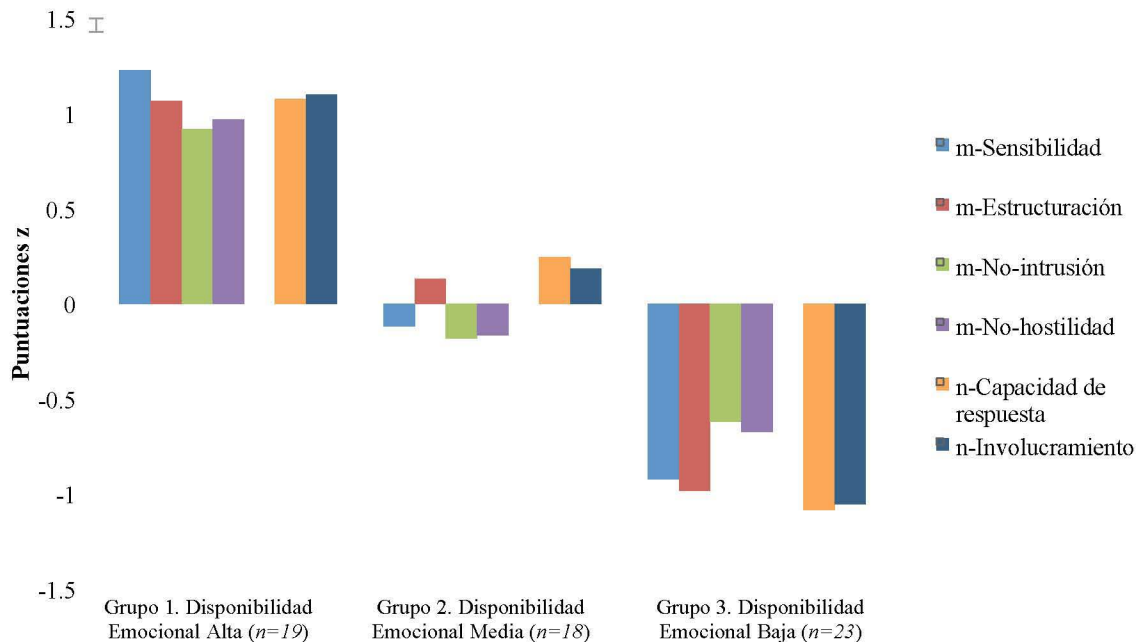 Puntuaciones z
1.5
1
0.5
0
-0.5
-1
-1.5
Grupo 1. Disponibilidad
Emocional Alta (n=19)
Grupo 2. Disponibilidad
Emocional Media (n=18)
Grupo 3. Disponibilidad
Emocional Baja (n=23)
m-Sensibilidad
m-Estructuración
m-No-intrusión
m-No-hostilidad
n-Capacidad de
respuesta
n-Involucramiento